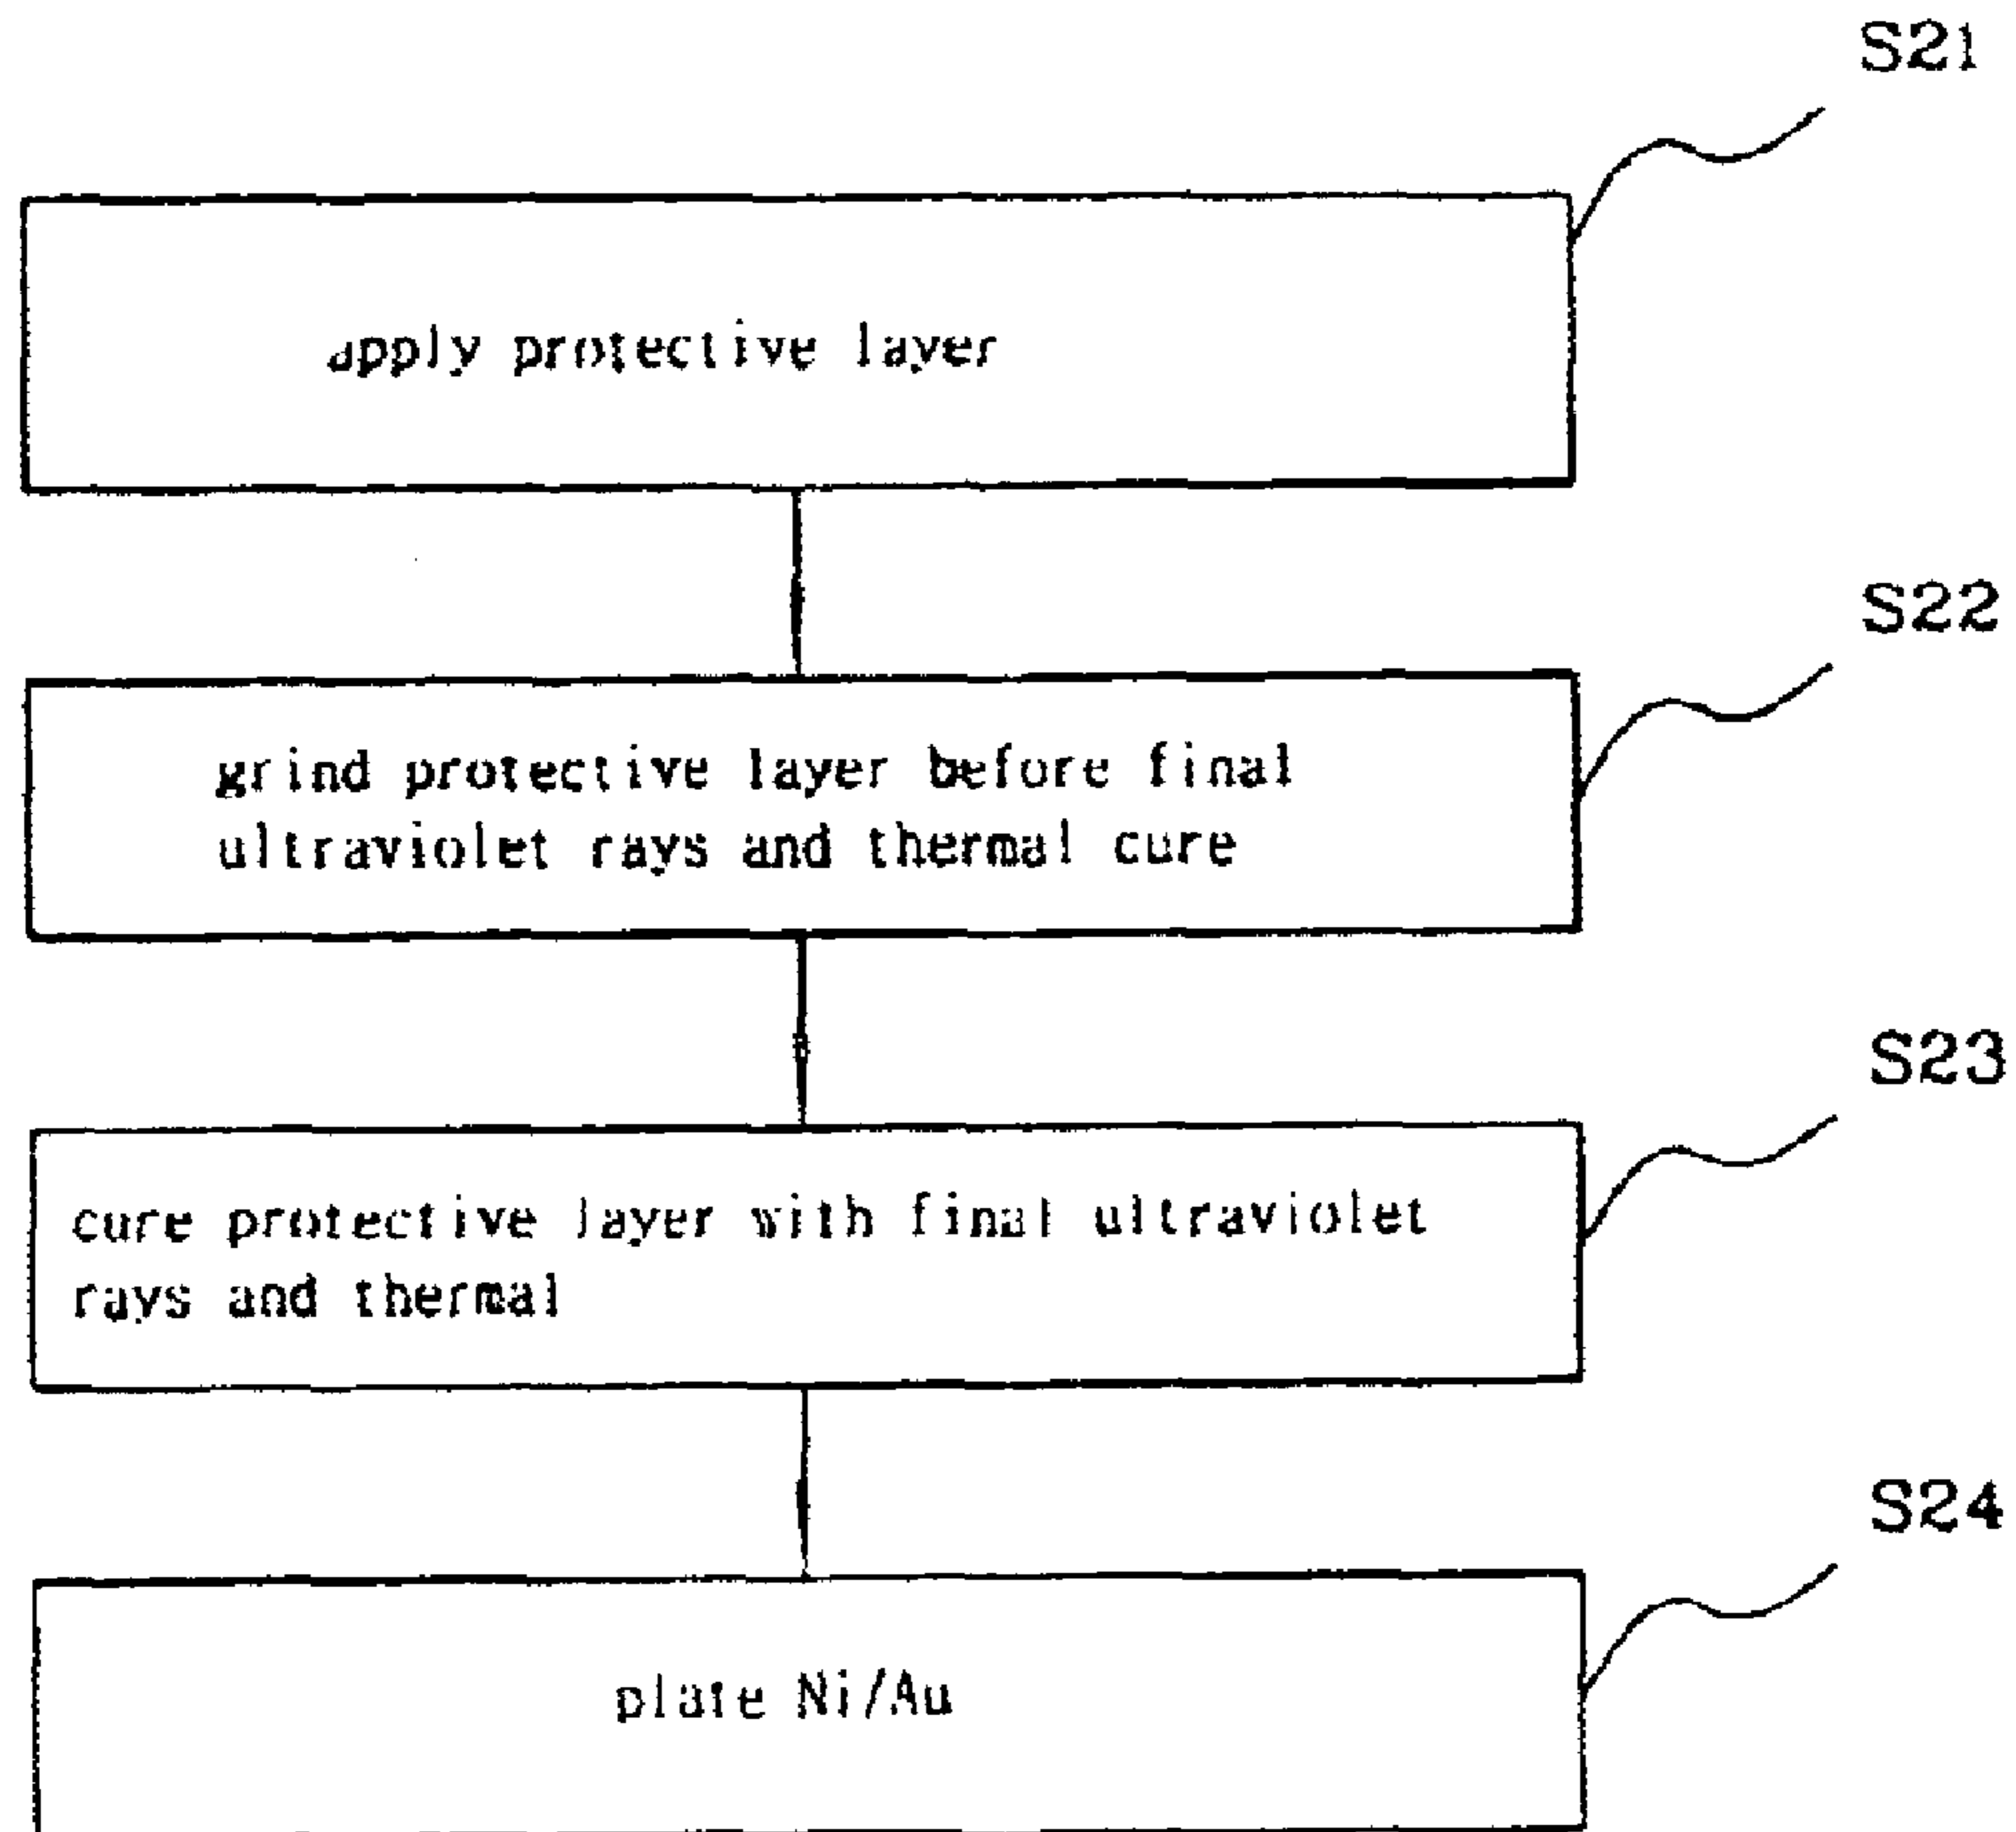 S21
apply protective layer
S22
grind protective layer before final
ultraviolet rays and thermal cure
S23
cure protective layer with final ultraviolet
rays and thermal
S24
plate Ni/Au